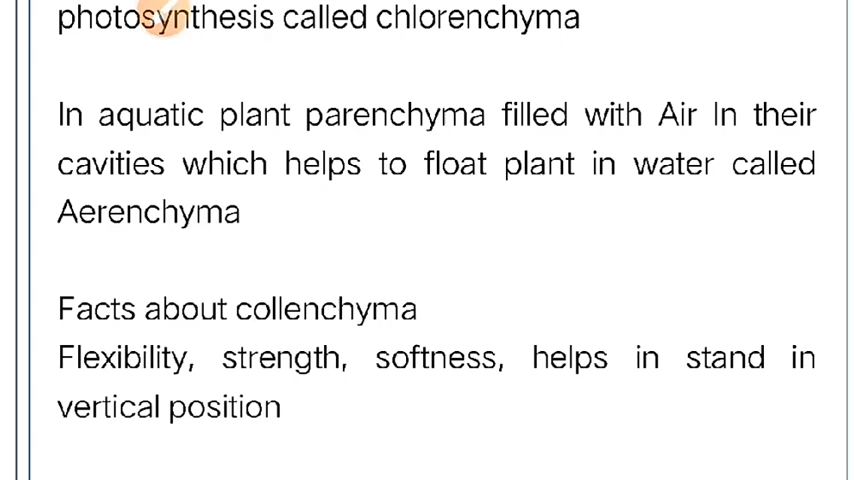 photosynthesis called chlorenchyma
In aquatic plant parenchyma filled with Air In their
cavities which helps to float plant in water called
Aerenchyma
Facts about collenchyma
Flexibility, strength, softness, helps in stand in
vertical position